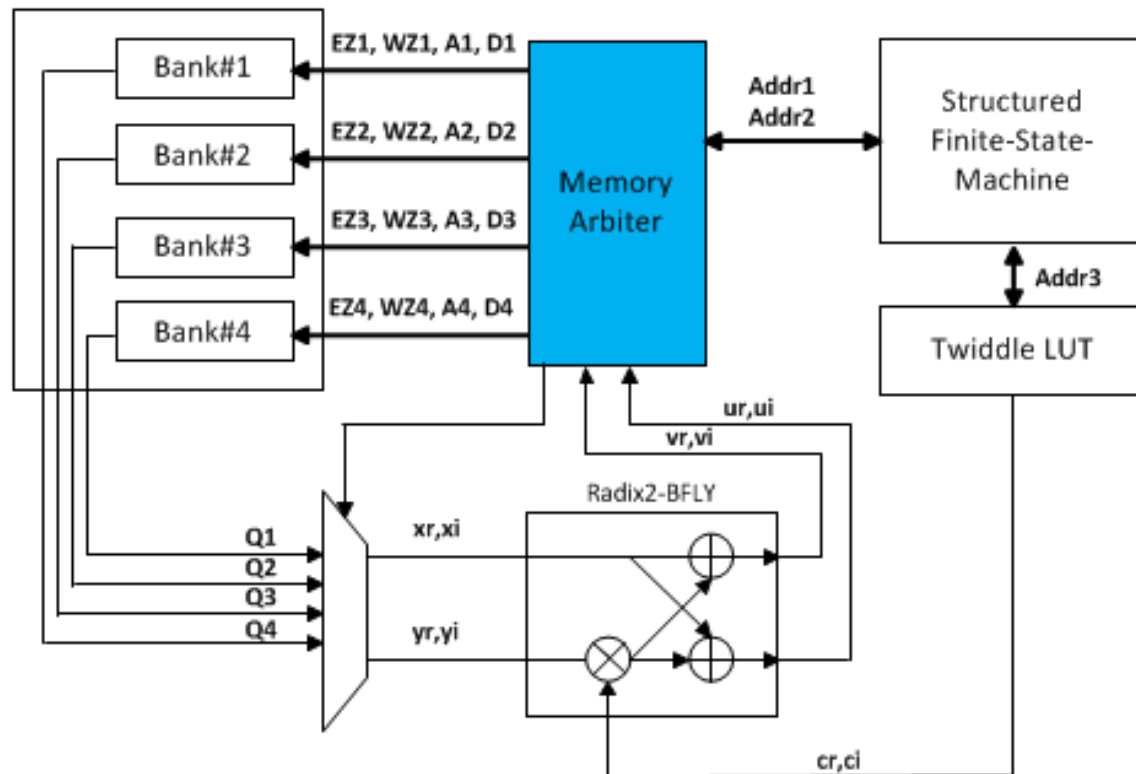 Bank#1
Bank#2
Bank#3
Bank#4
EZ1, WZ1, A1, D1
EZ2, WZ2, A2, D2
EZ3, WZ3, A3, D3
EZ4, WZ4, A4, D4
Memory
Arbiter
Addr1
Addr2
Structured
Finite-State-
Machine
Addr3
Twiddle LUT
ur,ui
vr,vi
Radix2-BFLY
Q1
Q2
Q3
Q4
xr,xi
yr,yi
cr,ci